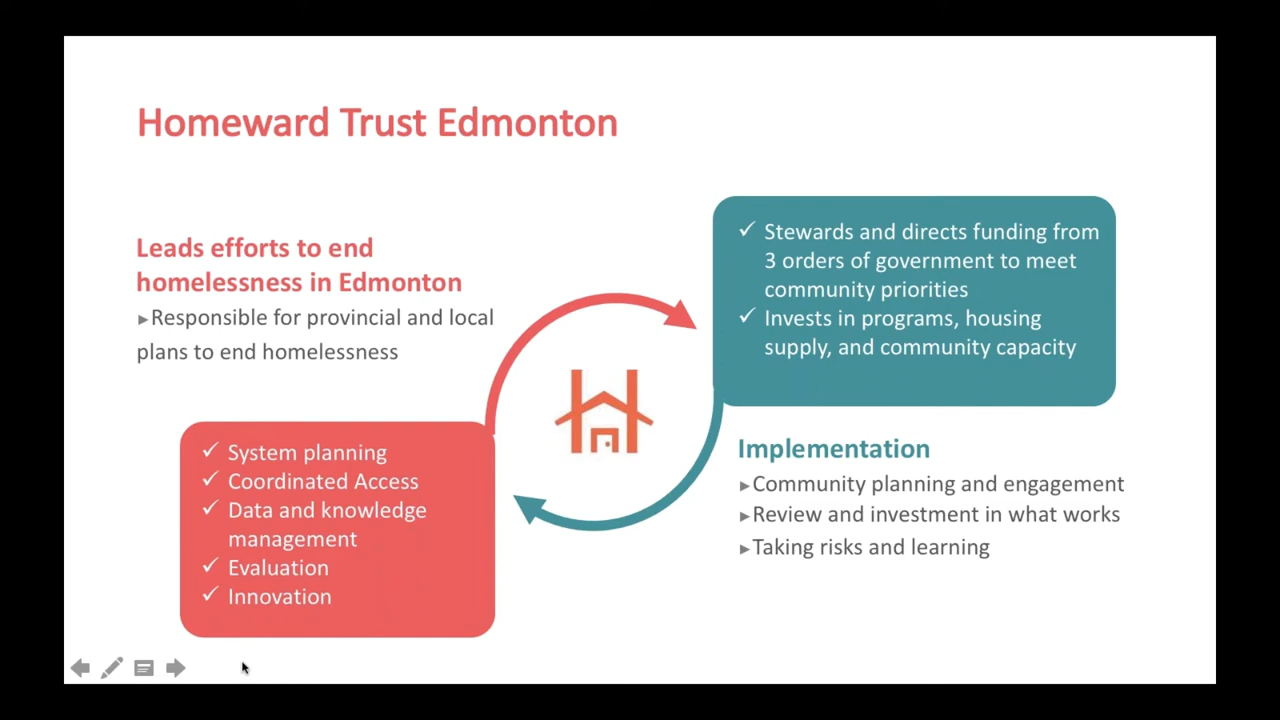 Homeward Trust Edmonton
Leads efforts to end
homelessness in Edmonton
▸Responsible for provincial and local
plans to end homelessness
✓ System planning
✓ Coordinated Access
✓ Data and knowledge
management
✓ Evaluation
✓ Innovation
✓ Stewards and directs funding from
3 orders of government to meet
community priorities
✓ Invests in programs, housing
supply, and community capacity
Implementation
▸Community planning and engagement
▸Review and investment in what works
▸Taking risks and learning